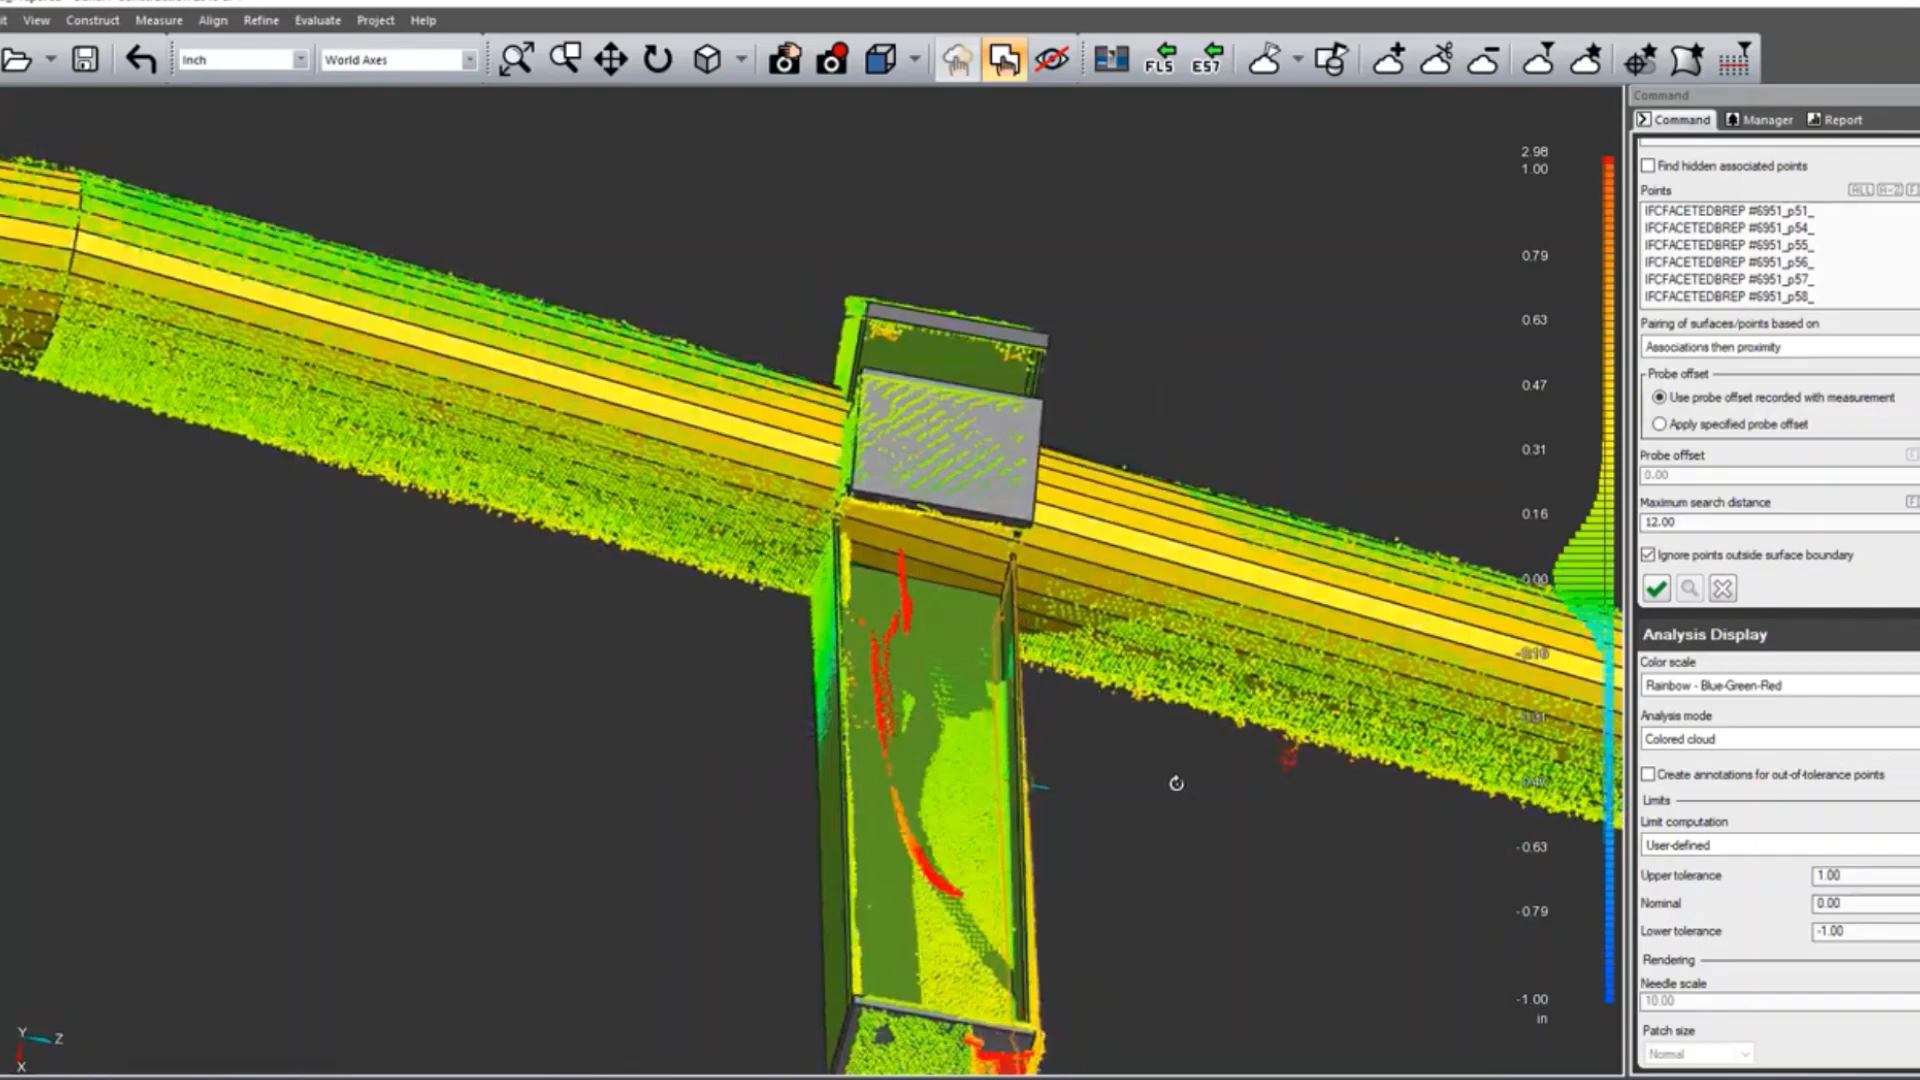 View Construct Measure Align Refine Evaluate Project Help
Inch World Axes FLS E57
Command
Command Manager Report
Find hidden associated points
Points ALL A-Z F
IFCFACETEDBREP #6951_p51_
IFCFACETEDBREP #6951_p54_
IFCFACETEDBREP #6951_p55_
IFCFACETEDBREP #6951_p56_
IFCFACETEDBREP #6951_p57_
IFCFACETEDBREP #6951_p58_
Pairing of surfaces/points based on
Associations then proximity
Probe offset
Use probe offset recorded with measurement
Apply specified probe offset
Probe offset
0.00
Maximum search distance
12.00
Ignore points outside surface boundary
Analysis Display
Color scale
Rainbow - Blue-Green-Red
Analysis mode
Colored cloud
Create annotations for out-of-tolerance points
Limits
Limit computation
User-defined
Upper tolerance 1.00
Nominal 0.00
Lower tolerance -1.00
Rendering
Needle scale
10.00
Patch size
Normal
2.98
1.00
0.79
0.63
0.47
0.31
0.16
0.00
-0.16
-0.63
-0.79
-1.00
in
Y
Z
X